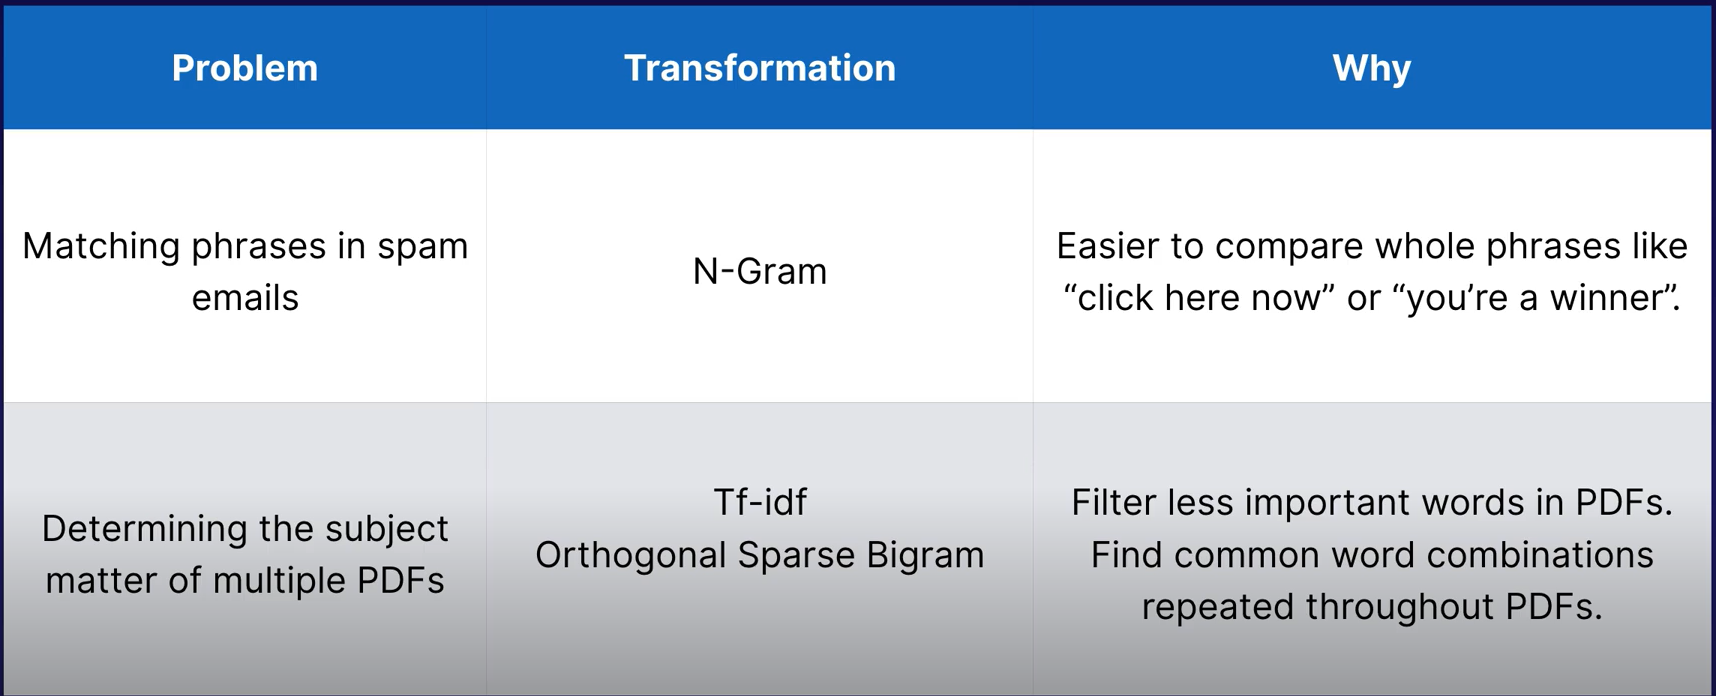 Problem
Transformation
Why
Matching phrases in spam
emails
N-Gram
Easier to compare whole phrases like
“click here now” or “you’re a winner”.
Determining the subject
matter of multiple PDFs
Tf-idf
Orthogonal Sparse Bigram
Filter less important words in PDFs.
Find common word combinations
repeated throughout PDFs.